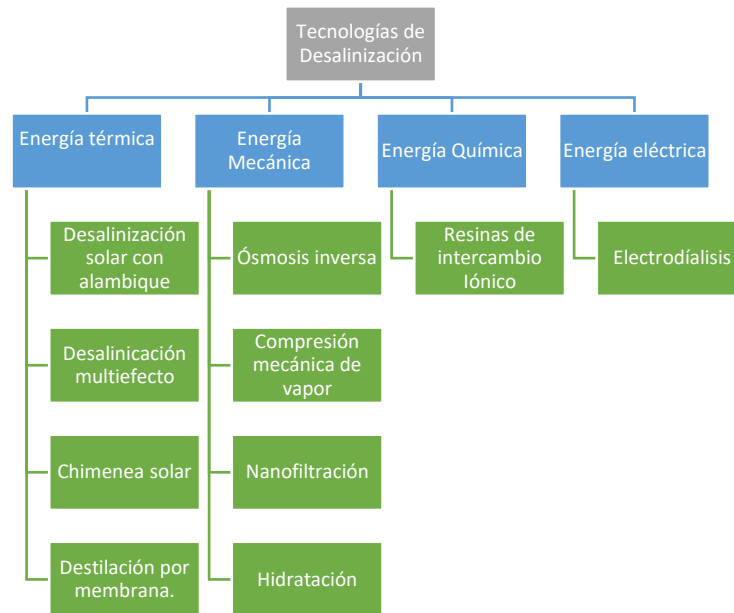 Tecnologías de
Desalinización
Energía térmica
Energía
Mecánica
Energía Química
Energía eléctrica
Desalinización
solar con
alambique
Ósmosis inversa
Resinas de
intercambio
Iónico
Electrodíalisis
Desalinicación
multiefecto
Compresión
mecánica de
vapor
Chimenea solar
Nanofiltración
Destilación por
membrana.
Hidratación